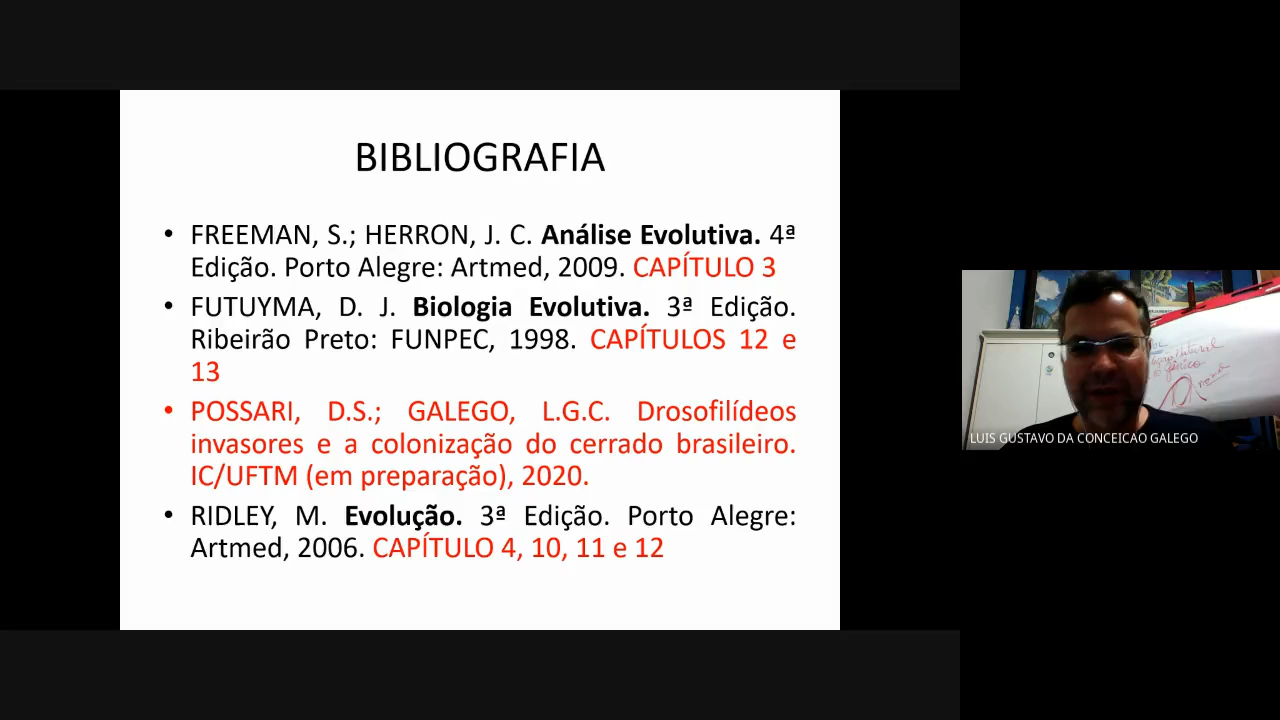 BIBLIOGRAFIA
• FREEMAN, S.; HERRON, J. C. Análise Evolutiva. 4ª
Edição. Porto Alegre: Artmed, 2009. CAPÍTULO 3
• FUTUYMA, D. J. Biologia Evolutiva. 3ª Edição.
Ribeirão Preto: FUNPEC, 1998. CAPÍTULOS 12 e
13
• POSSARI, D.S.; GALEGO, L.G.C. Drosofilídeos
invasores e a colonização do cerrado brasileiro.
IC/UFTM (em preparação), 2020.
• RIDLEY, M. Evolução. 3ª Edição. Porto Alegre:
Artmed, 2006. CAPÍTULO 4, 10, 11 e 12
LUIS GUSTAVO DA CONCEICAO GALEGO